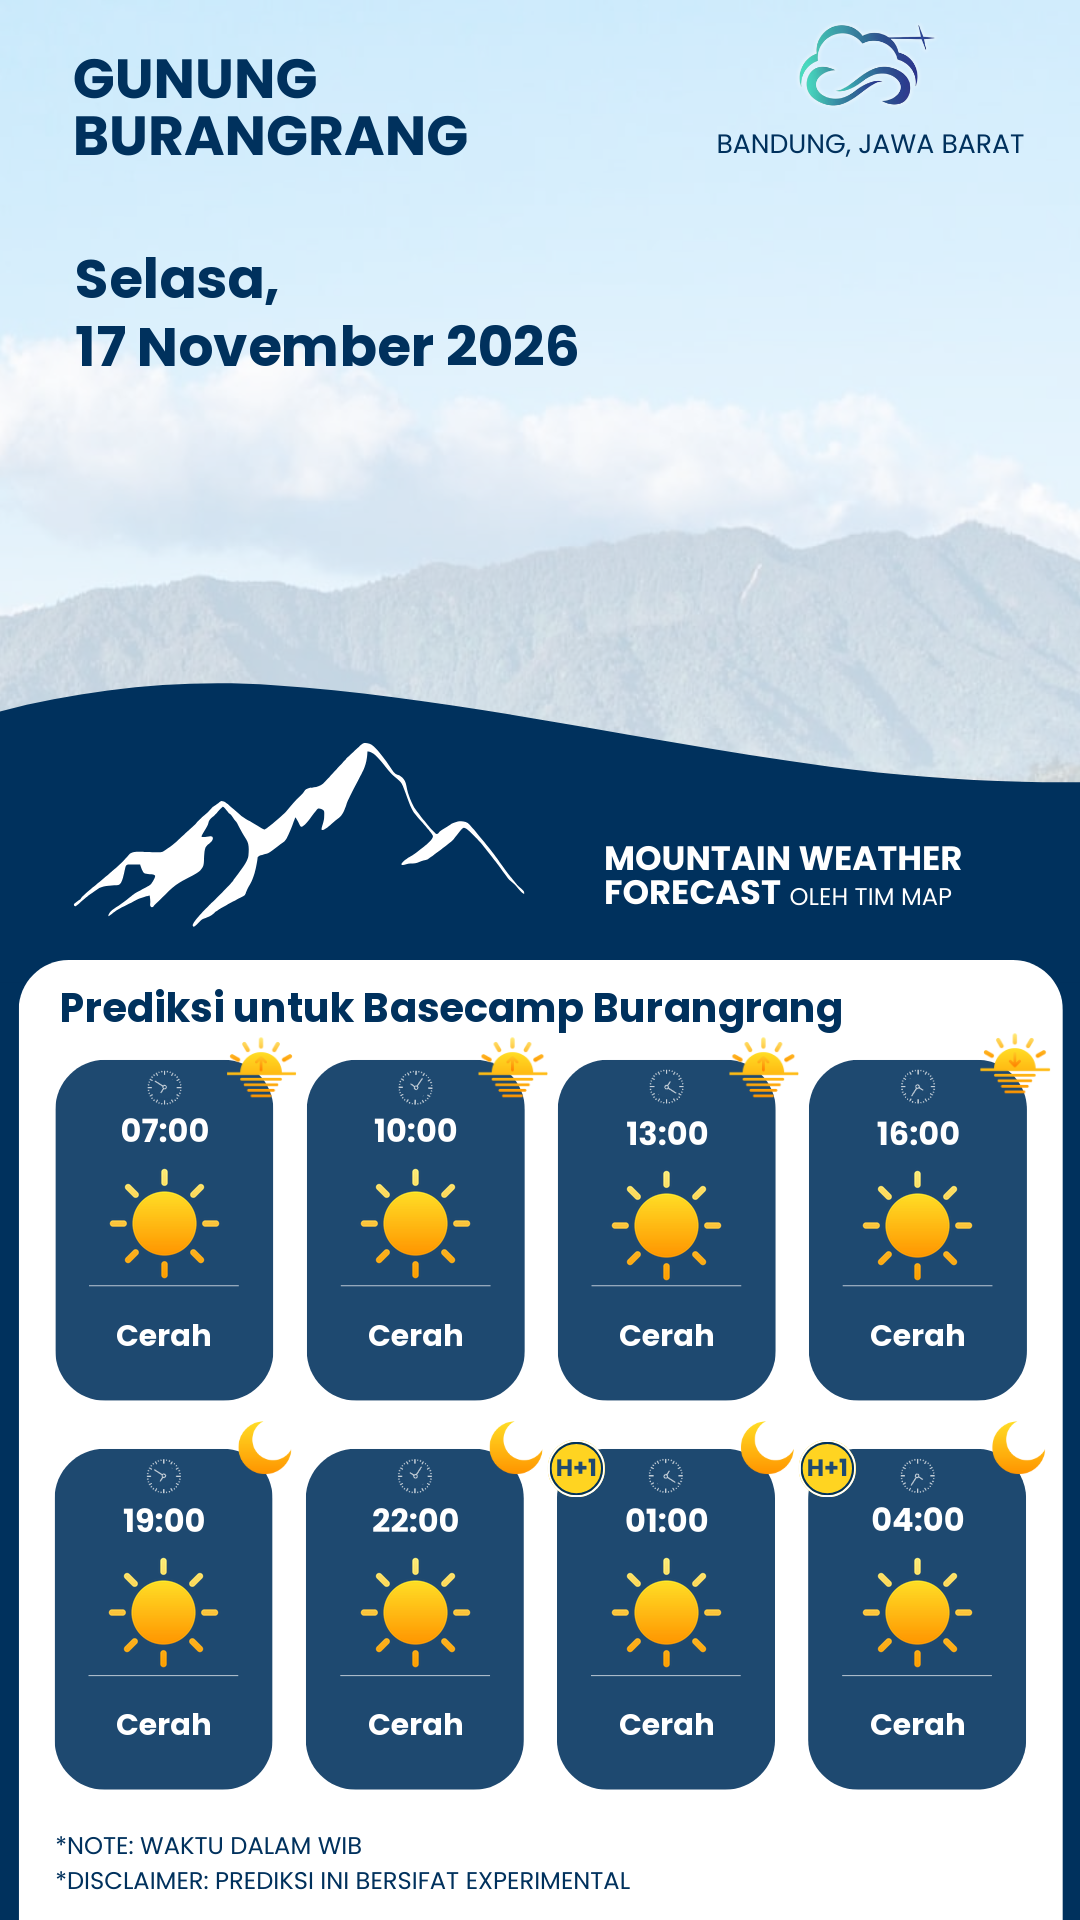 GUNUNG
BURANGRANG
BANDUNG, JAWA BARAT
Selasa,
17 November 2026
MOUNTAIN WEATHER
FORECAST OLEH TIM MAP
Prediksi untuk Basecamp Burangrang
07:00
10:00
13:00
16:00
Cerah
Cerah
Cerah
Cerah
H+1
H+1
19:00
22:00
01:00
04:00
Cerah
Cerah
Cerah
Cerah
*NOTE: WAKTU DALAM WIB
*DISCLAIMER: PREDIKSI INI BERSIFAT EXPERIMENTAL